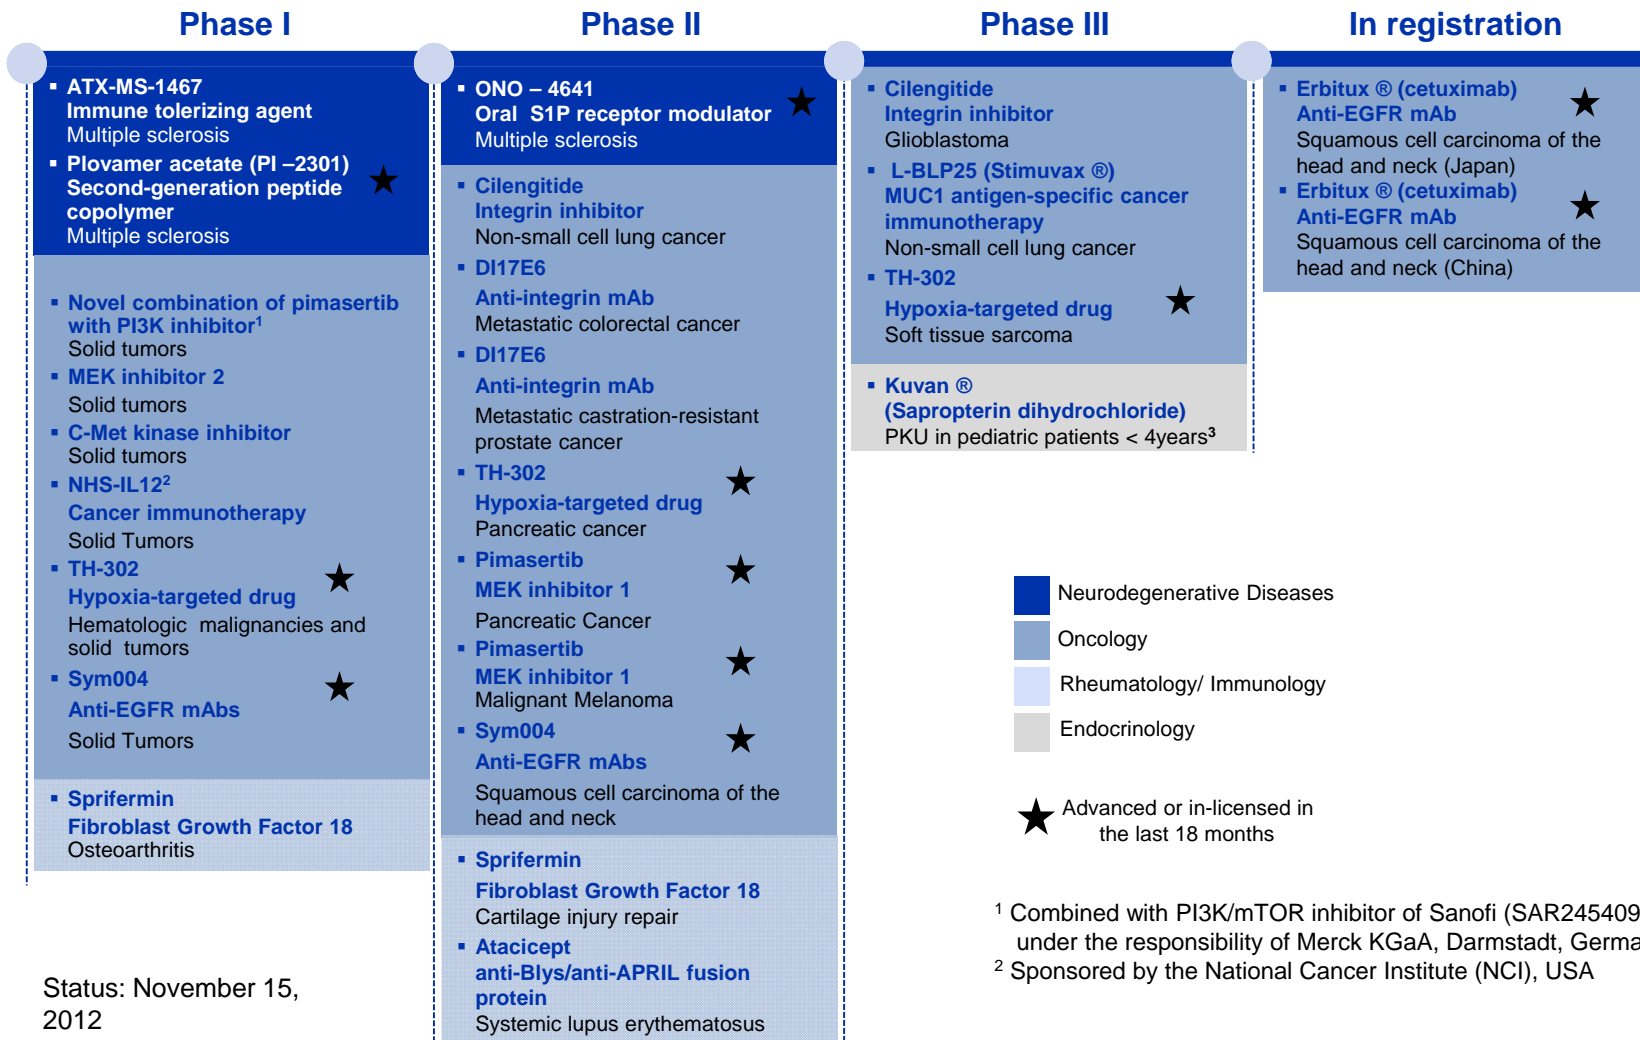 Phase I
Phase II
Phase III
In registration
▪ ATX-MS-1467
Immune tolerizing agent
Multiple sclerosis
▪ Plovamer acetate (PI –2301)
Second-generation peptide
copolymer
Multiple sclerosis
▪ Novel combination of pimasertib
with PI3K inhibitor¹
Solid tumors
▪ MEK inhibitor 2
Solid tumors
▪ C-Met kinase inhibitor
Solid tumors
▪ NHS-IL12²
Cancer immunotherapy
Solid Tumors
▪ TH-302
Hypoxia-targeted drug
Hematologic malignancies and
solid tumors
▪ Sym004
Anti-EGFR mAbs
Solid Tumors
▪ Sprifermin
Fibroblast Growth Factor 18
Osteoarthritis
▪ ONO – 4641
Oral S1P receptor modulator
Multiple sclerosis
▪ Cilengitide
Integrin inhibitor
Non-small cell lung cancer
▪ DI17E6
Anti-integrin mAb
Metastatic colorectal cancer
▪ DI17E6
Anti-integrin mAb
Metastatic castration-resistant
prostate cancer
▪ TH-302
Hypoxia-targeted drug
Pancreatic cancer
▪ Pimasertib
MEK inhibitor 1
Pancreatic Cancer
▪ Pimasertib
MEK inhibitor 1
Malignant Melanoma
▪ Sym004
Anti-EGFR mAbs
Squamous cell carcinoma of the
head and neck
▪ Sprifermin
Fibroblast Growth Factor 18
Cartilage injury repair
▪ Atacicept
anti-Blys/anti-APRIL fusion
protein
Systemic lupus erythematosus
▪ Cilengitide
Integrin inhibitor
Glioblastoma
▪ L-BLP25 (Stimuvax ®)
MUC1 antigen-specific cancer
immunotherapy
Non-small cell lung cancer
▪ TH-302
Hypoxia-targeted drug
Soft tissue sarcoma
▪ Kuvan ®
(Sapropterin dihydrochloride)
PKU in pediatric patients < 4years³
▪ Erbitux ® (cetuximab)
Anti-EGFR mAb
Squamous cell carcinoma of the
head and neck (Japan)
▪ Erbitux ® (cetuximab)
Anti-EGFR mAb
Squamous cell carcinoma of the
head and neck (China)
Neurodegenerative Diseases
Oncology
Rheumatology/ Immunology
Endocrinology
Advanced or in-licensed in
the last 18 months
¹ Combined with PI3K/mTOR inhibitor of Sanofi (SAR245409
under the responsibility of Merck KGaA, Darmstadt, Germa
² Sponsored by the National Cancer Institute (NCI), USA
Status: November 15,
2012